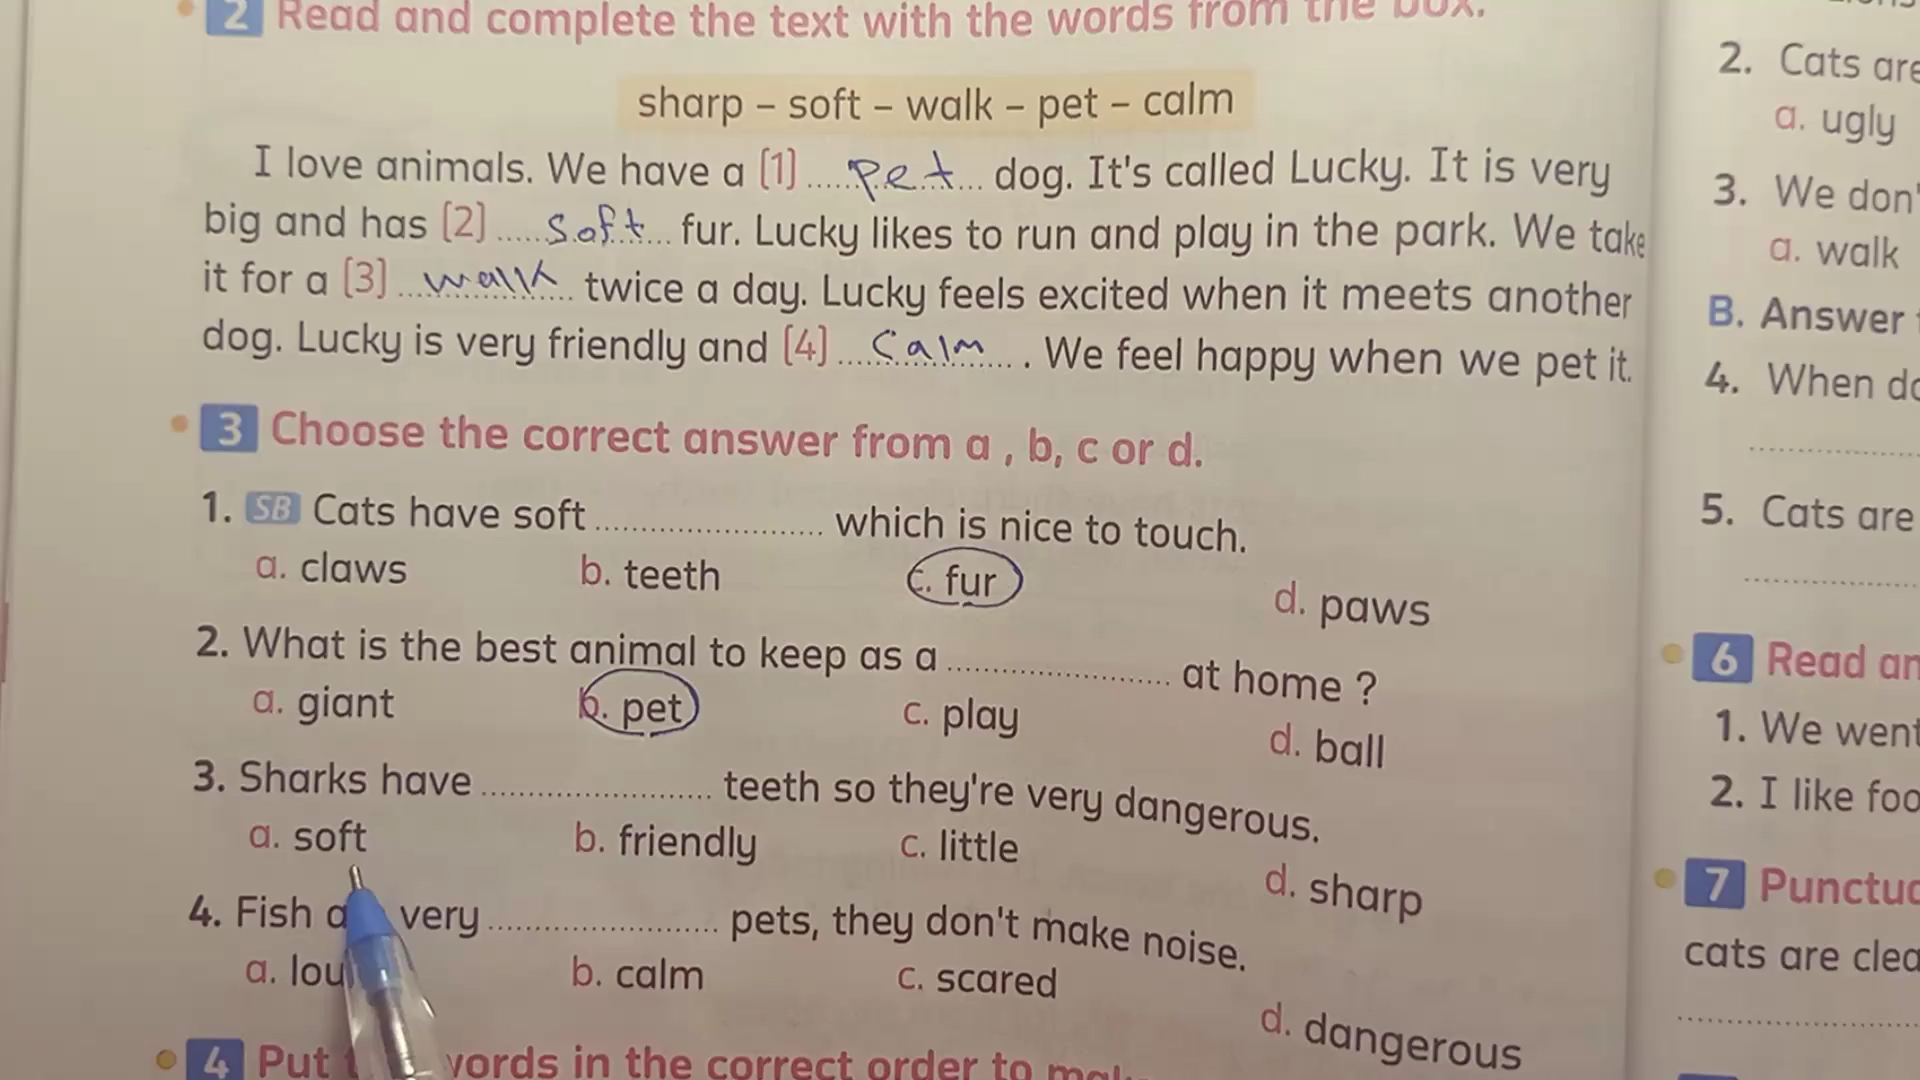 2 Read and complete the text with the words from the box.
sharp – soft – walk – pet – calm
I love animals. We have a (1) pet dog. It's called Lucky. It is very
big and has (2) soft fur. Lucky likes to run and play in the park. We take
it for a (3) walk twice a day. Lucky feels excited when it meets another
dog. Lucky is very friendly and (4) calm . We feel happy when we pet it.
3 Choose the correct answer from a , b, c or d.
1. SB Cats have soft .................... which is nice to touch.
a. claws b. teeth c. fur d. paws
2. What is the best animal to keep as a .................... at home ?
a. giant b. pet c. play d. ball
3. Sharks have .................... teeth so they're very dangerous.
a. soft b. friendly c. little d. sharp
4. Fish very .................... pets, they don't make noise.
a. b. calm c. scared d. dangerous
4 Put words in the correct order to
2. Cats are
a. ugly
3. We don'
a. walk
B. Answer
4. When
5. Cats are
6 Read
1. We went
2. I like
7
cats are